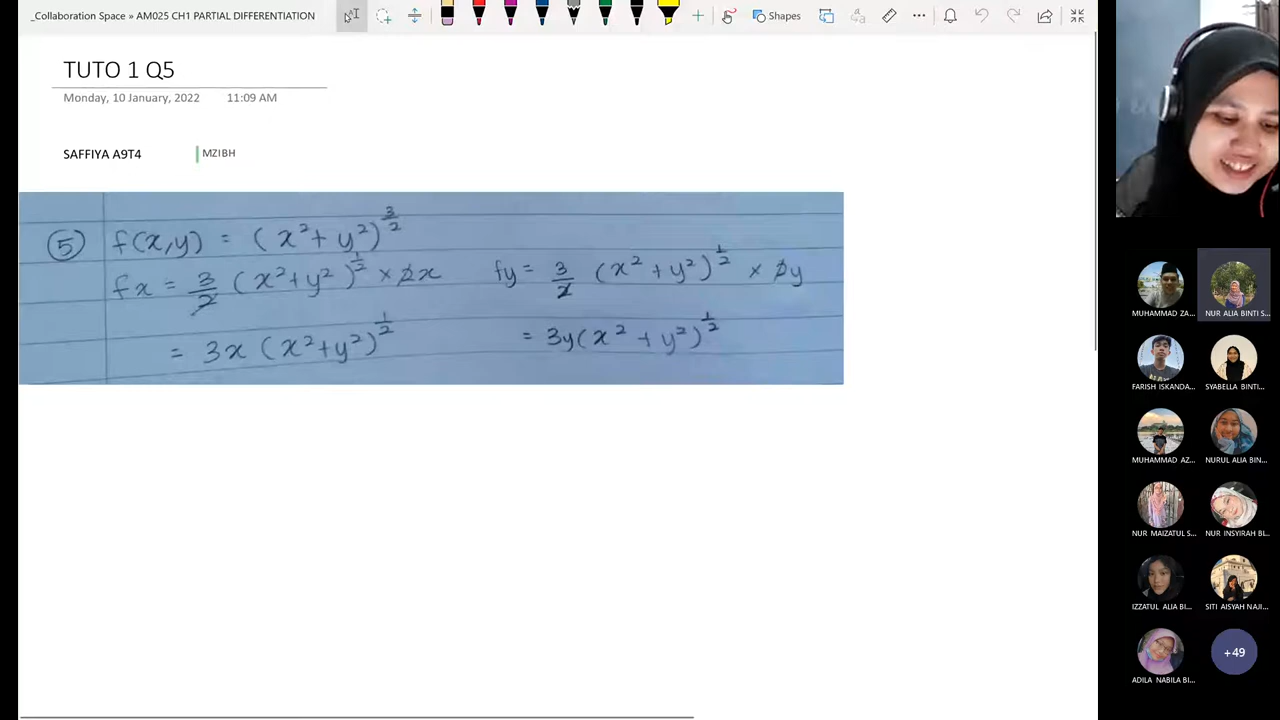 _Collaboration Space » AM025 CH1 PARTIAL DIFFERENTIATION
Shapes
TUTO 1 Q5
Monday, 10 January, 2022 11:09 AM
SAFFIYA A9T4
MZIBH
5 f(x,y) = (x²+ y²)^3/2
fx = 3/2 (x²+y²)^1/2 × 2x fy = 3/2 (x² + y²)^1/2 × 2y
= 3x (x²+y²)^1/2 = 3y(x² + y²)^1/2
MUHAMMAD ZA... NUR ALIA BINTI S...
FARISH ISKANDA... SYABELLA BINTI...
MUHAMMAD AZ... NURUL ALIA BIN...
NUR MAIZATUL S... NUR INSYIRAH BI...
IZZATUL ALIA BI... SITI AISYAH NAJI...
ADILA NABILA BI... +49